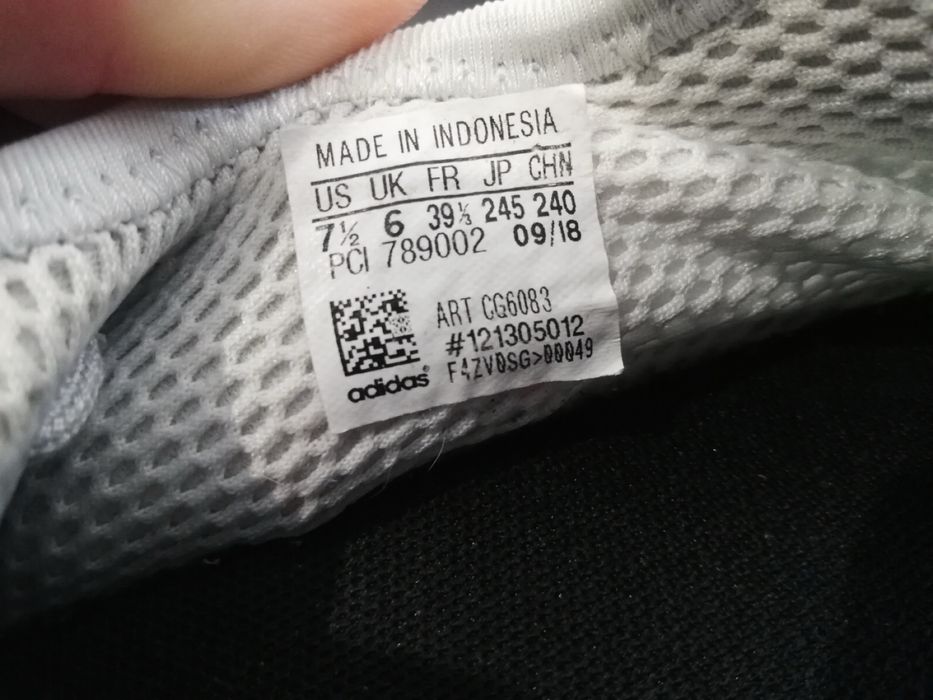 MADE IN INDONESIA
US UK FR JP CHN
7½ 6 39⅓ 245 240
PCI 789002 09/18
ART CG6083
#121305012
F4ZV0SG>00049
adidas®